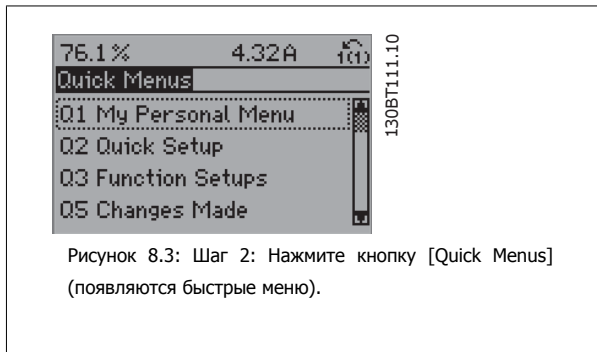 76.1% 4.32A 1(1)
Quick Menus
Q1 My Personal Menu
Q2 Quick Setup
Q3 Function Setups
Q5 Changes Made
130BT111.10
Рисунок 8.3: Шаг 2: Нажмите кнопку [Quick Menus]
(появляются быстрые меню).